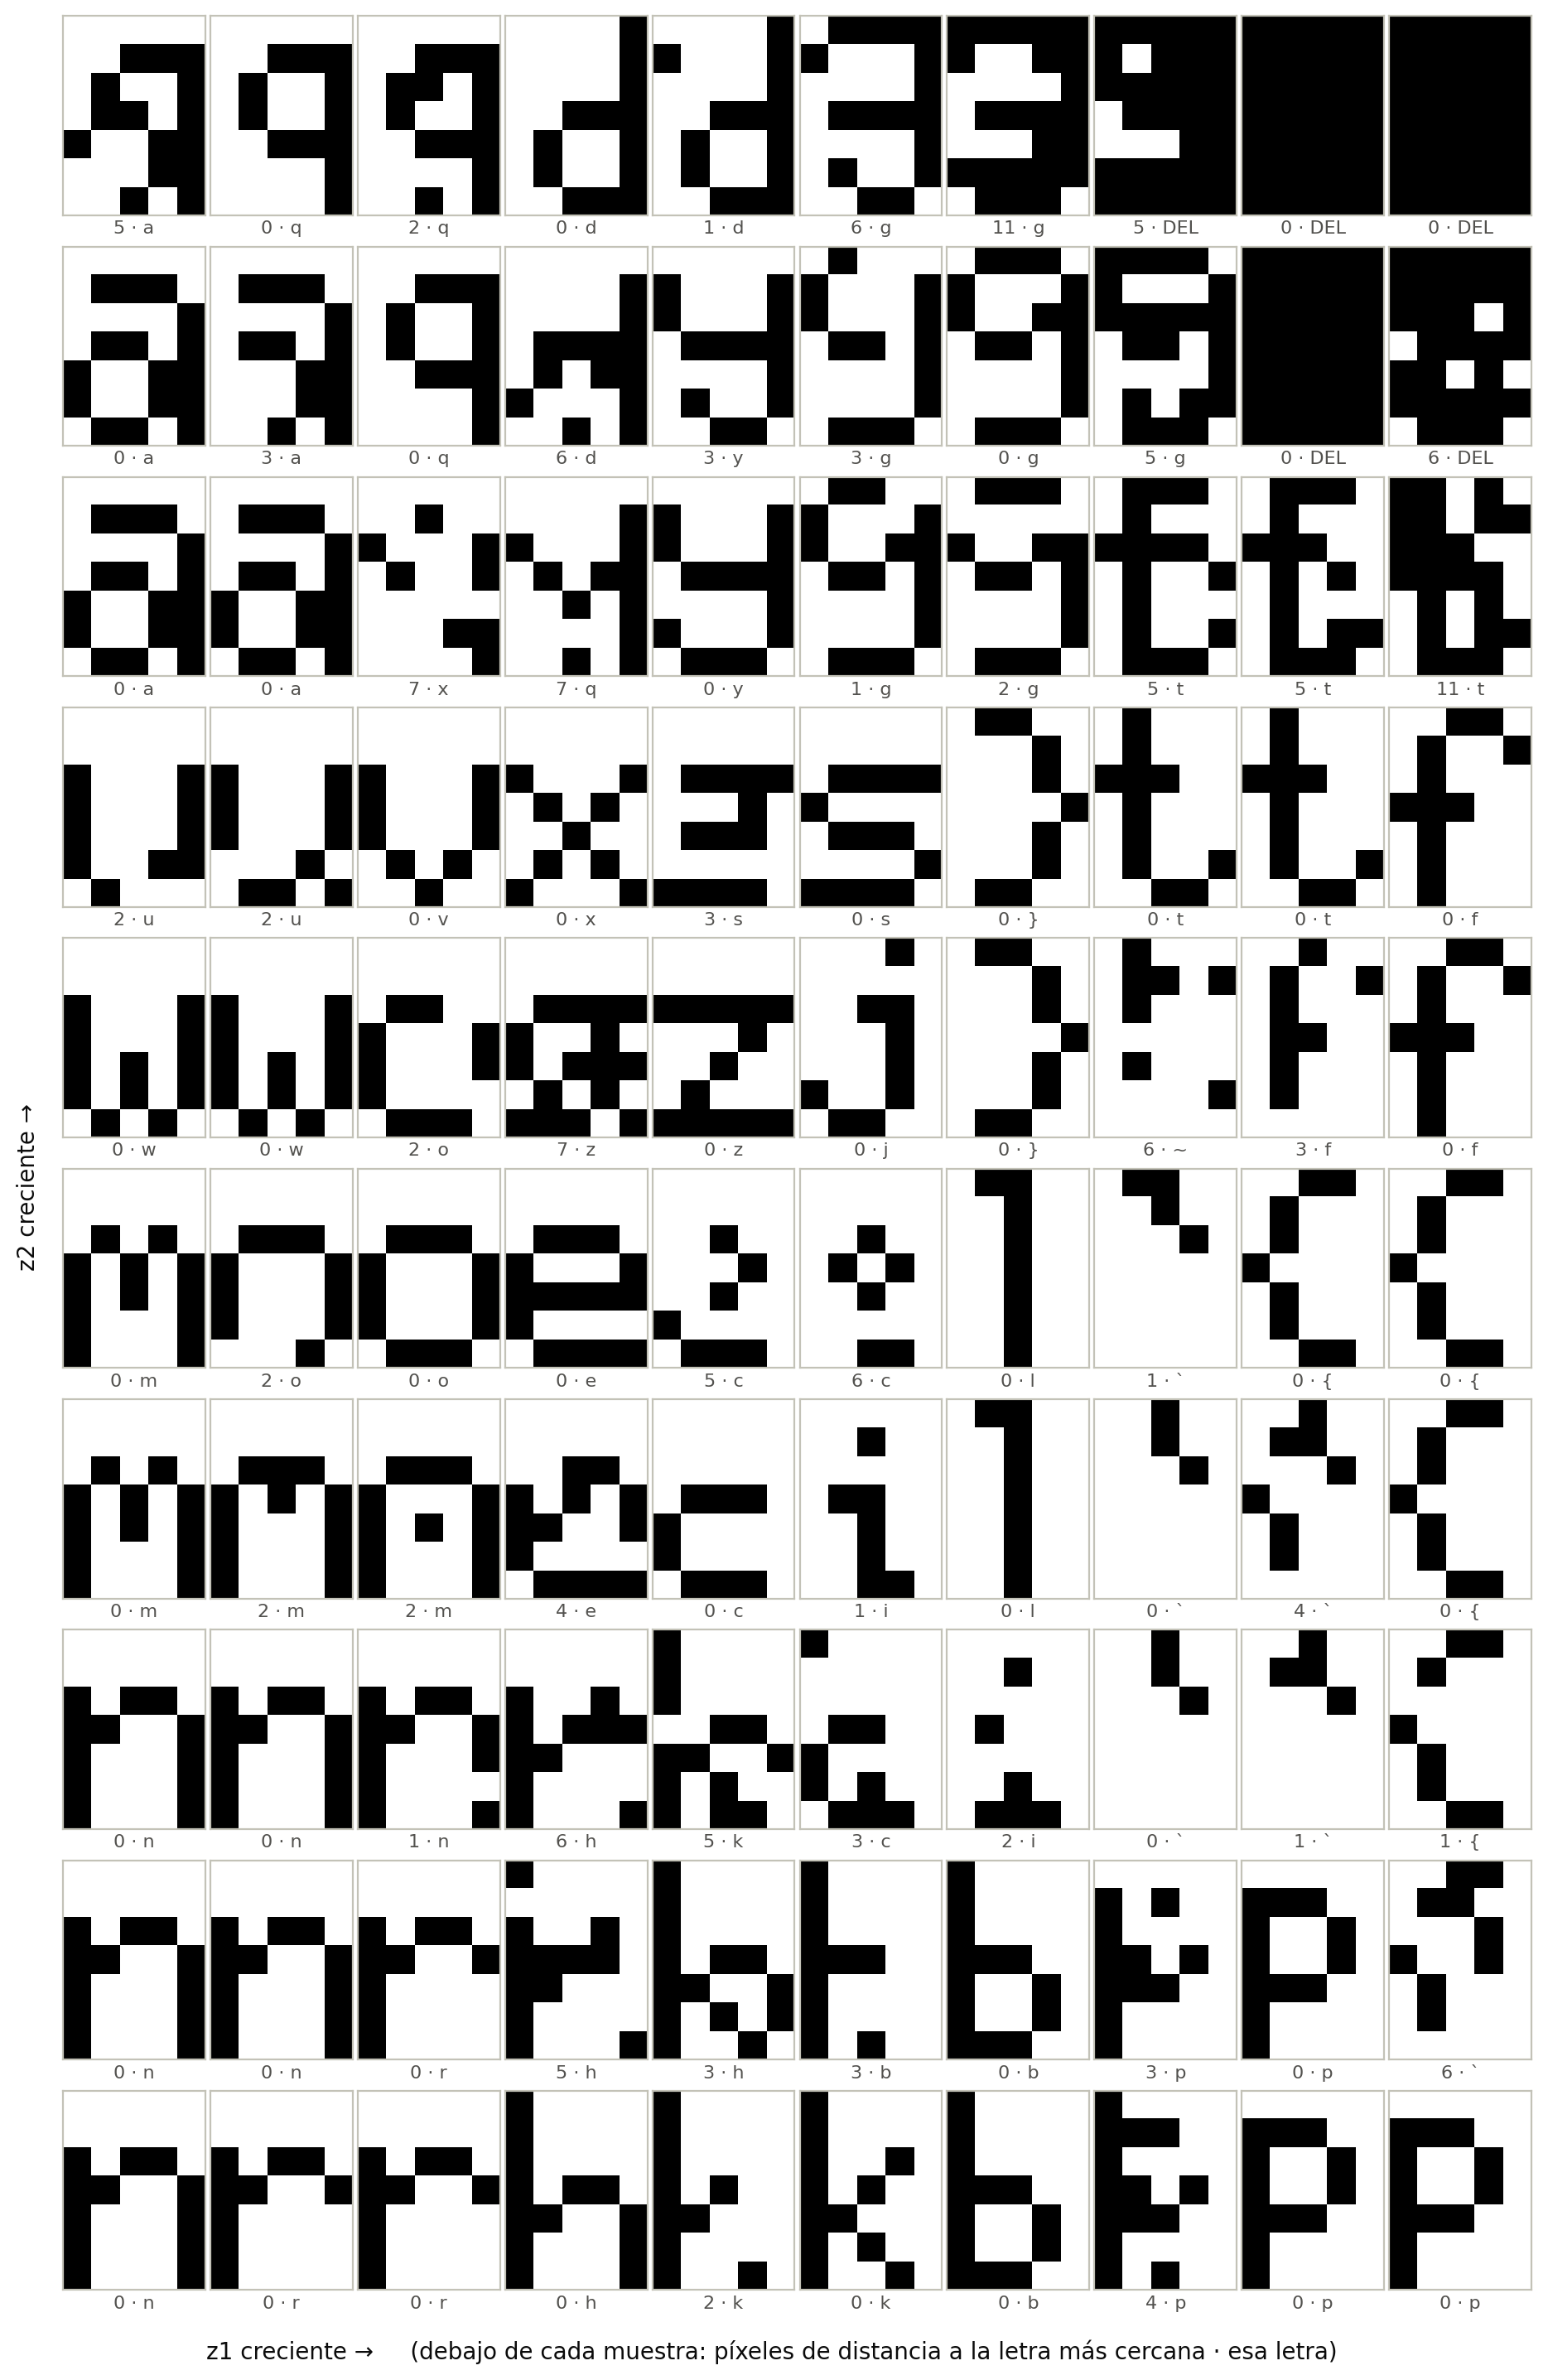 5 · a 0 · q 2 · q 0 · d 1 · d 6 · g 11 · g 5 · DEL 0 · DEL 0 · DEL
0 · a 3 · a 0 · q 6 · d 3 · y 3 · g 0 · g 5 · g 0 · DEL 6 · DEL
0 · a 0 · a 7 · x 7 · q 0 · y 1 · g 2 · g 5 · t 5 · t 11 · t
2 · u 2 · u 0 · v 0 · x 3 · s 0 · s 0 · } 0 · t 0 · t 0 · f
0 · w 0 · w 2 · o 7 · z 0 · z 0 · j 0 · } 6 · ~ 3 · f 0 · f
0 · m 2 · o 0 · o 0 · e 5 · c 6 · c 0 · l 1 · ` 0 · { 0 · {
0 · m 2 · m 2 · m 4 · e 0 · c 1 · i 0 · l 0 · ` 4 · ` 0 · {
0 · n 0 · n 1 · n 6 · h 5 · k 3 · c 2 · i 0 · ` 1 · ` 1 · {
0 · n 0 · n 0 · r 5 · h 3 · h 3 · b 0 · b 3 · p 0 · p 6 · `
0 · n 0 · r 0 · r 0 · h 2 · k 0 · k 0 · b 4 · p 0 · p 0 · p
z2 creciente →
z1 creciente → (debajo de cada muestra: píxeles de distancia a la letra más cercana · esa letra)